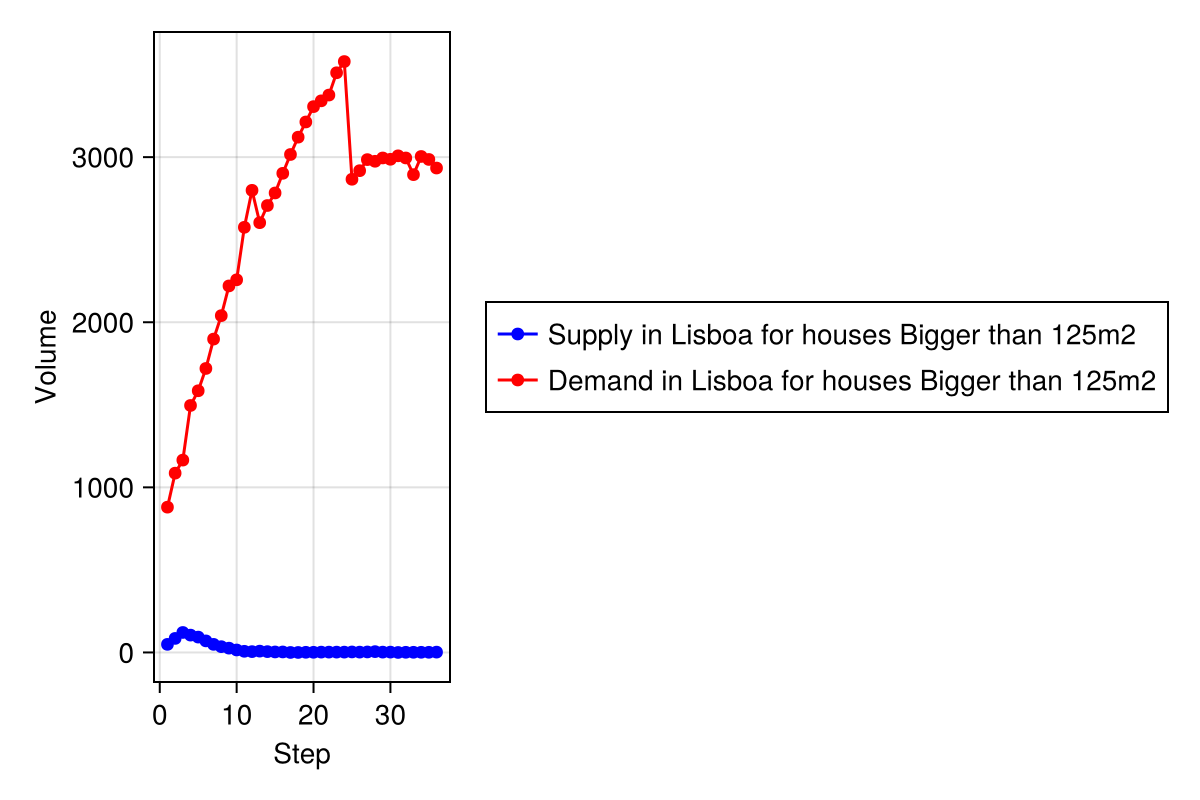 Volume
3000
2000
1000
0
0 10 20 30
Step
Supply in Lisboa for houses Bigger than 125m2
Demand in Lisboa for houses Bigger than 125m2